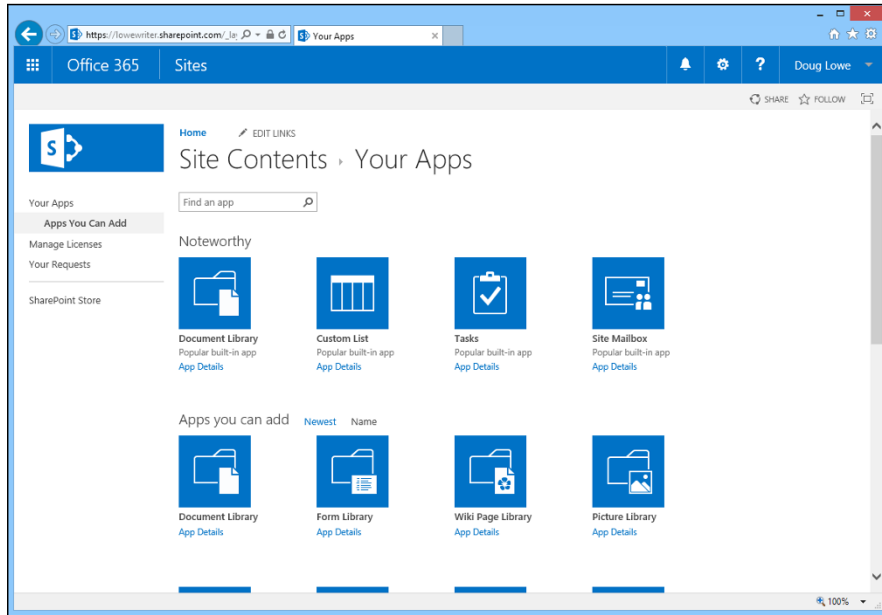 https://lowewriter.sharepoint.com/_la
Your Apps
Office 365
Sites
?
Doug Lowe
SHARE
FOLLOW
S
Home
EDIT LINKS
Site Contents › Your Apps
Your Apps
Apps You Can Add
Manage Licenses
Your Requests
SharePoint Store
Find an app
Noteworthy
Document Library
Popular built-in app
App Details
Custom List
Popular built-in app
App Details
Tasks
Popular built-in app
App Details
Site Mailbox
Popular built-in app
App Details
Apps you can add
Newest
Name
Document Library
App Details
Form Library
App Details
Wiki Page Library
App Details
Picture Library
App Details
100%